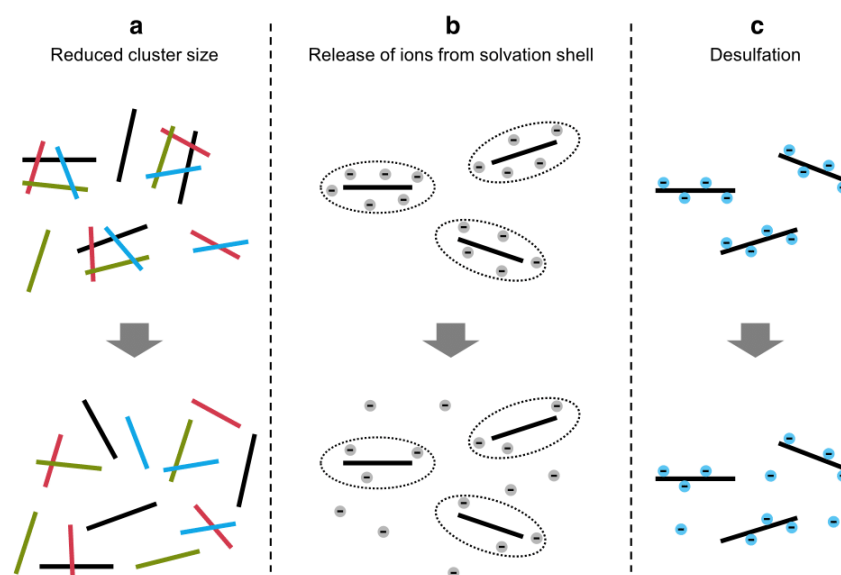 a
Reduced cluster size
b
Release of ions from solvation shell
c
Desulfation